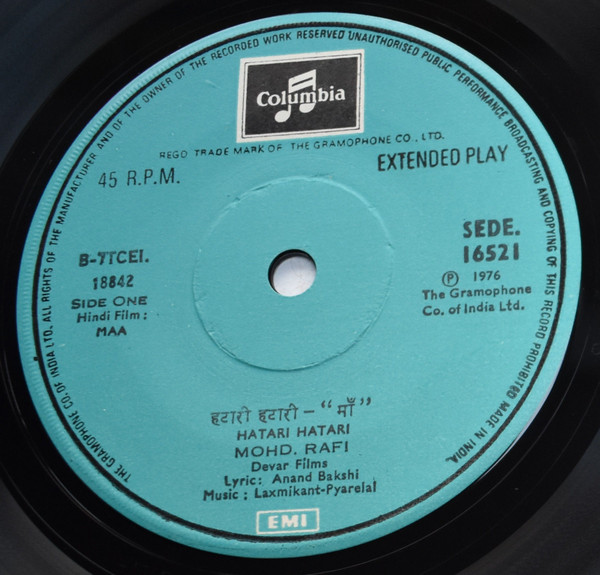 THE GRAMOPHONE CO. OF INDIA LTD. ALL RIGHTS OF THE MANUFACTURER AND OF THE OWNER OF THE RECORDED WORK RESERVED UNAUTHORISED PUBLIC PERFORMANCE BROADCASTING AND COPYING OF THIS RECORD PROHIBITED MADE IN INDIA.
Columbia
REGD TRADE MARK OF THE GRAMOPHONE CO., LTD.
45 R.P.M.
EXTENDED PLAY
B-7TCEI.
18842
SIDE ONE
Hindi Film:
MAA
SEDE.
16521
Ⓟ 1976
The Gramophone
Co. of India Ltd.
हटारी हटारी - "माँ"
HATARI HATARI
MOHD. RAFI
Devar Films
Lyric: Anand Bakshi
Music: Laxmikant-Pyarelal
EMI